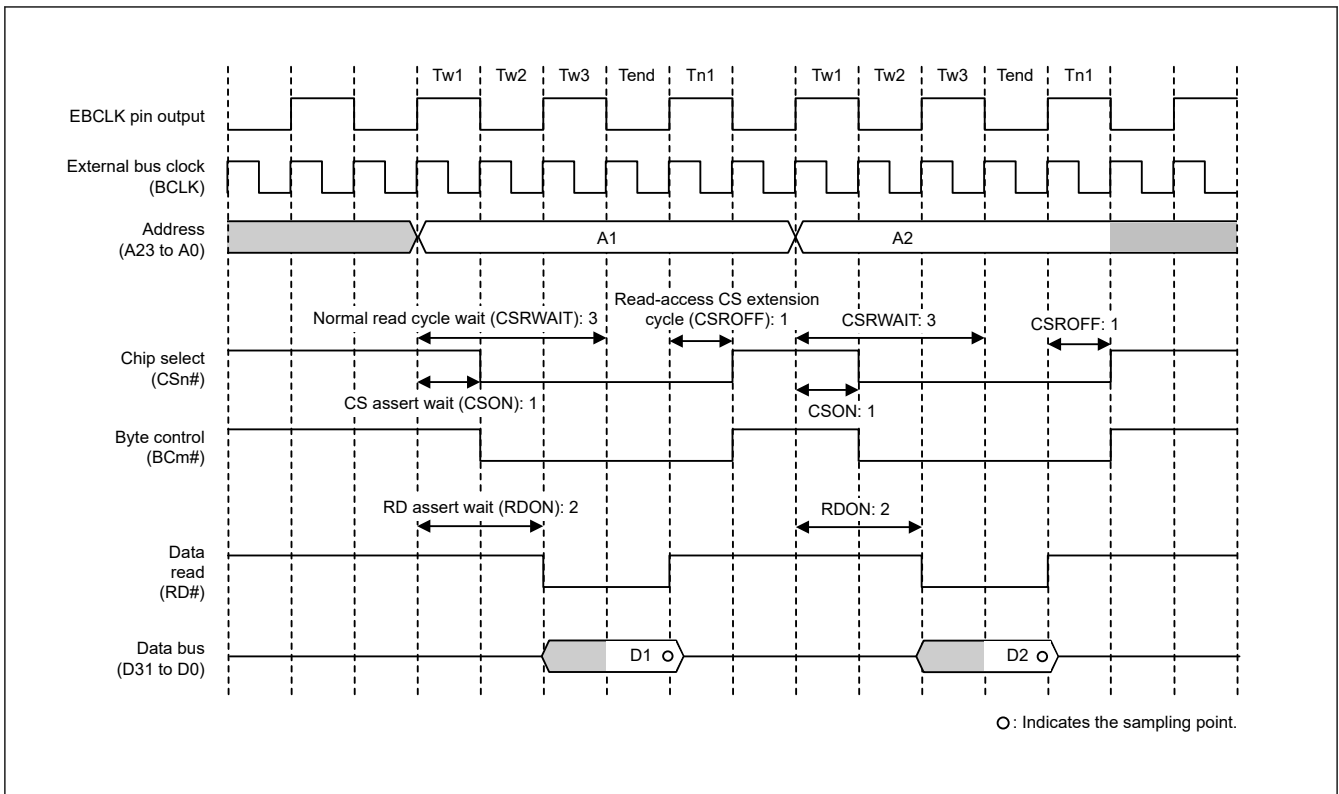 Tw1 Tw2 Tw3 Tend Tn1 Tw1 Tw2 Tw3 Tend Tn1
EBCLK pin output
External bus clock
(BCLK)
Address
(A23 to A0)
A1 A2
Normal read cycle wait (CSRWAIT): 3
Read-access CS extension
cycle (CSROFF): 1
CSRWAIT: 3
CSROFF: 1
Chip select
(CSn#)
CS assert wait (CSON): 1
CSON: 1
Byte control
(BCm#)
RD assert wait (RDON): 2
RDON: 2
Data
read
(RD#)
Data bus
(D31 to D0)
D1 D2
: Indicates the sampling point.